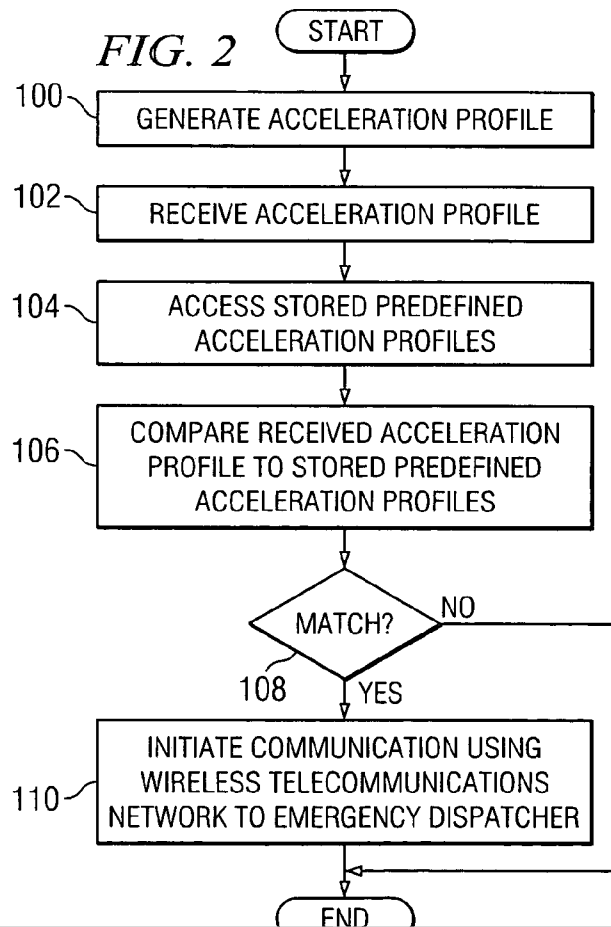 FIG. 2
START
100
GENERATE ACCELERATION PROFILE
102
RECEIVE ACCELERATION PROFILE
104
ACCESS STORED PREDEFINED
ACCELERATION PROFILES
106
COMPARE RECEIVED ACCELERATION
PROFILE TO STORED PREDEFINED
ACCELERATION PROFILES
MATCH?
NO
108
YES
110
INITIATE COMMUNICATION USING
WIRELESS TELECOMMUNICATIONS
NETWORK TO EMERGENCY DISPATCHER
END